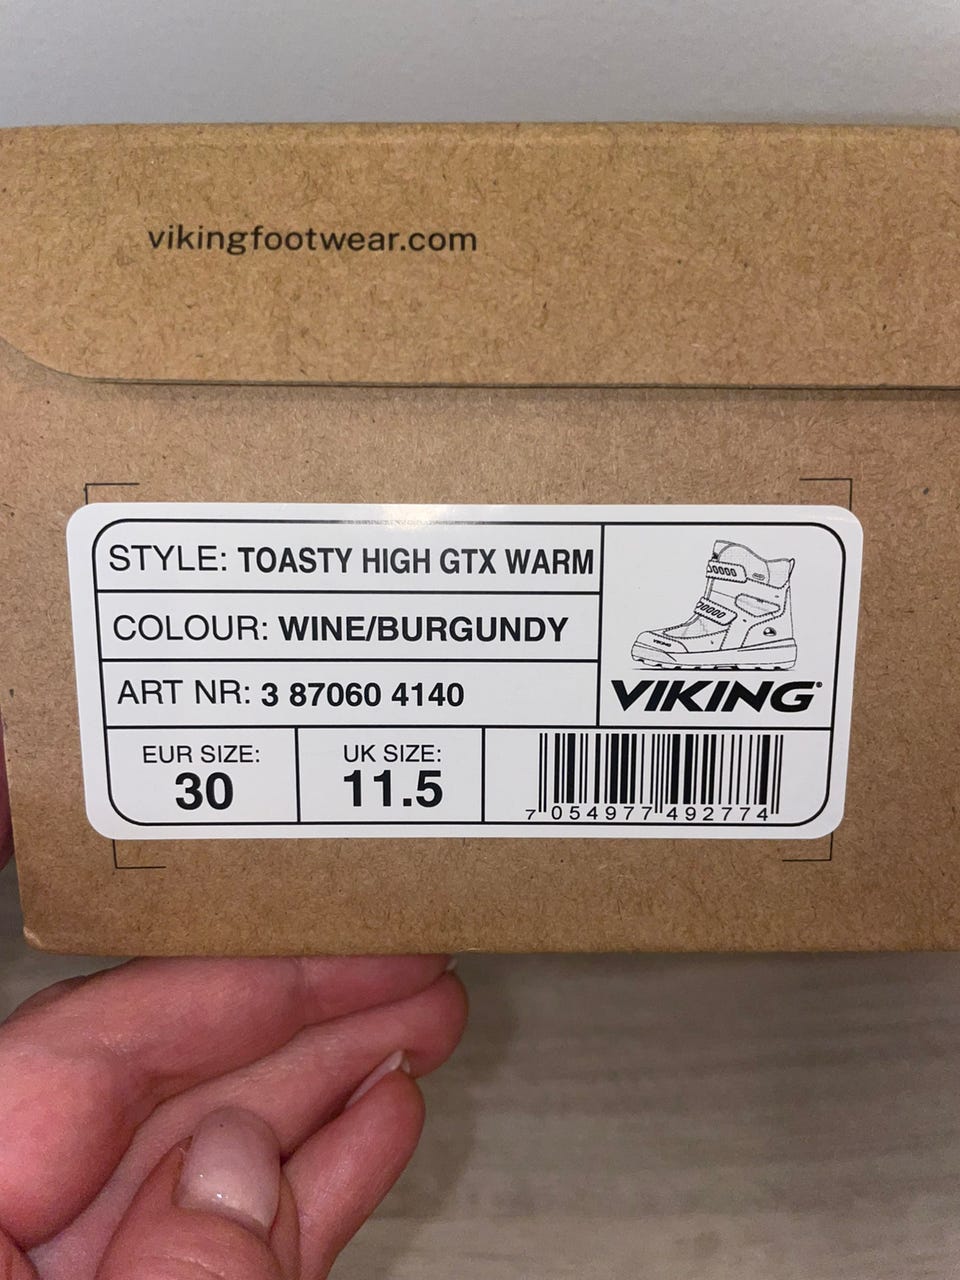 vikingfootwear.com
STYLE: TOASTY HIGH GTX WARM
COLOUR: WINE/BURGUNDY
ART NR: 3 87060 4140
VIKING
VIKING®
EUR SIZE:
30
UK SIZE:
11.5
7 054977 492774